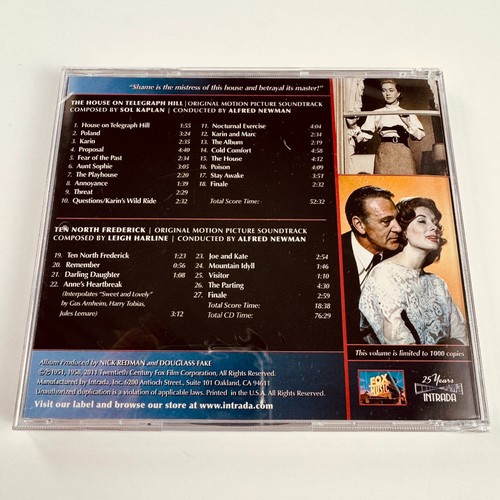 "Shame is the mistress of this house and betrayal its master!"
THE HOUSE ON TELEGRAPH HILL | ORIGINAL MOTION PICTURE SOUNDTRACK
COMPOSED BY SOL KAPLAN | CONDUCTED BY ALFRED NEWMAN
1. House on Telegraph Hill 1:55
2. Poland 3:24
3. Karin 2:35
4. Proposal 4:40
5. Fear of the Past 2:34
6. Aunt Sophie 3:05
7. The Playhouse 2:20
8. Annoyance 1:39
9. Threat 2:29
10. Questions/Karin's Wild Ride 2:32
11. Nocturnal Exercise 4:04
12. Karin and Marc 2:34
13. The Album 2:19
14. Cold Comfort 4:58
15. The House 4:12
16. Poison 4:09
17. Stay Awake 3:51
18. Finale 2:32
Total Score Time: 52:32
TEN NORTH FREDERICK | ORIGINAL MOTION PICTURE SOUNDTRACK
COMPOSED BY LEIGH HARLINE | CONDUCTED BY ALFRED NEWMAN
19. Ten North Frederick 1:23
20. Remember 0:56
21. Darling Daughter 1:08
22. Anne's Heartbreak
(Interpolates "Sweet and Lovely"
by Gus Arnheim, Harry Tobias,
Jules Lemare) 3:12
23. Joe and Kate 2:54
24. Mountain Idyll 1:46
25. Visitor 1:10
26. The Parting 4:30
27. Finale 2:59
Total Score Time: 18:38
Total CD Time: 76:29
Album Produced by NICK REDMAN and DOUGLASS FAKE
©℗1951, 1958, 2011 Twentieth Century Fox Film Corporation, All Rights Reserved.
Manufactured by Intrada, Inc. 6200 Antioch Street, Suite 101 Oakland, CA 94611
Unauthorized duplication is a violation of applicable laws. Printed in the U.S.A. All Rights Reserved.
Visit our label and browse our store at www.intrada.com
This volume is limited to 1000 copies
FOX
MUSIC
25 Years
INTRADA